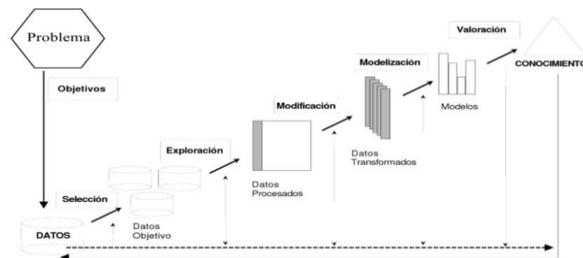 Problema
Objetivos
Selección
Exploración
Modificación
Modelización
Valoración
DATOS
Datos
Objetivo
Datos
Procesados
Datos
Transformados
Modelos
CONOCIMIENTO